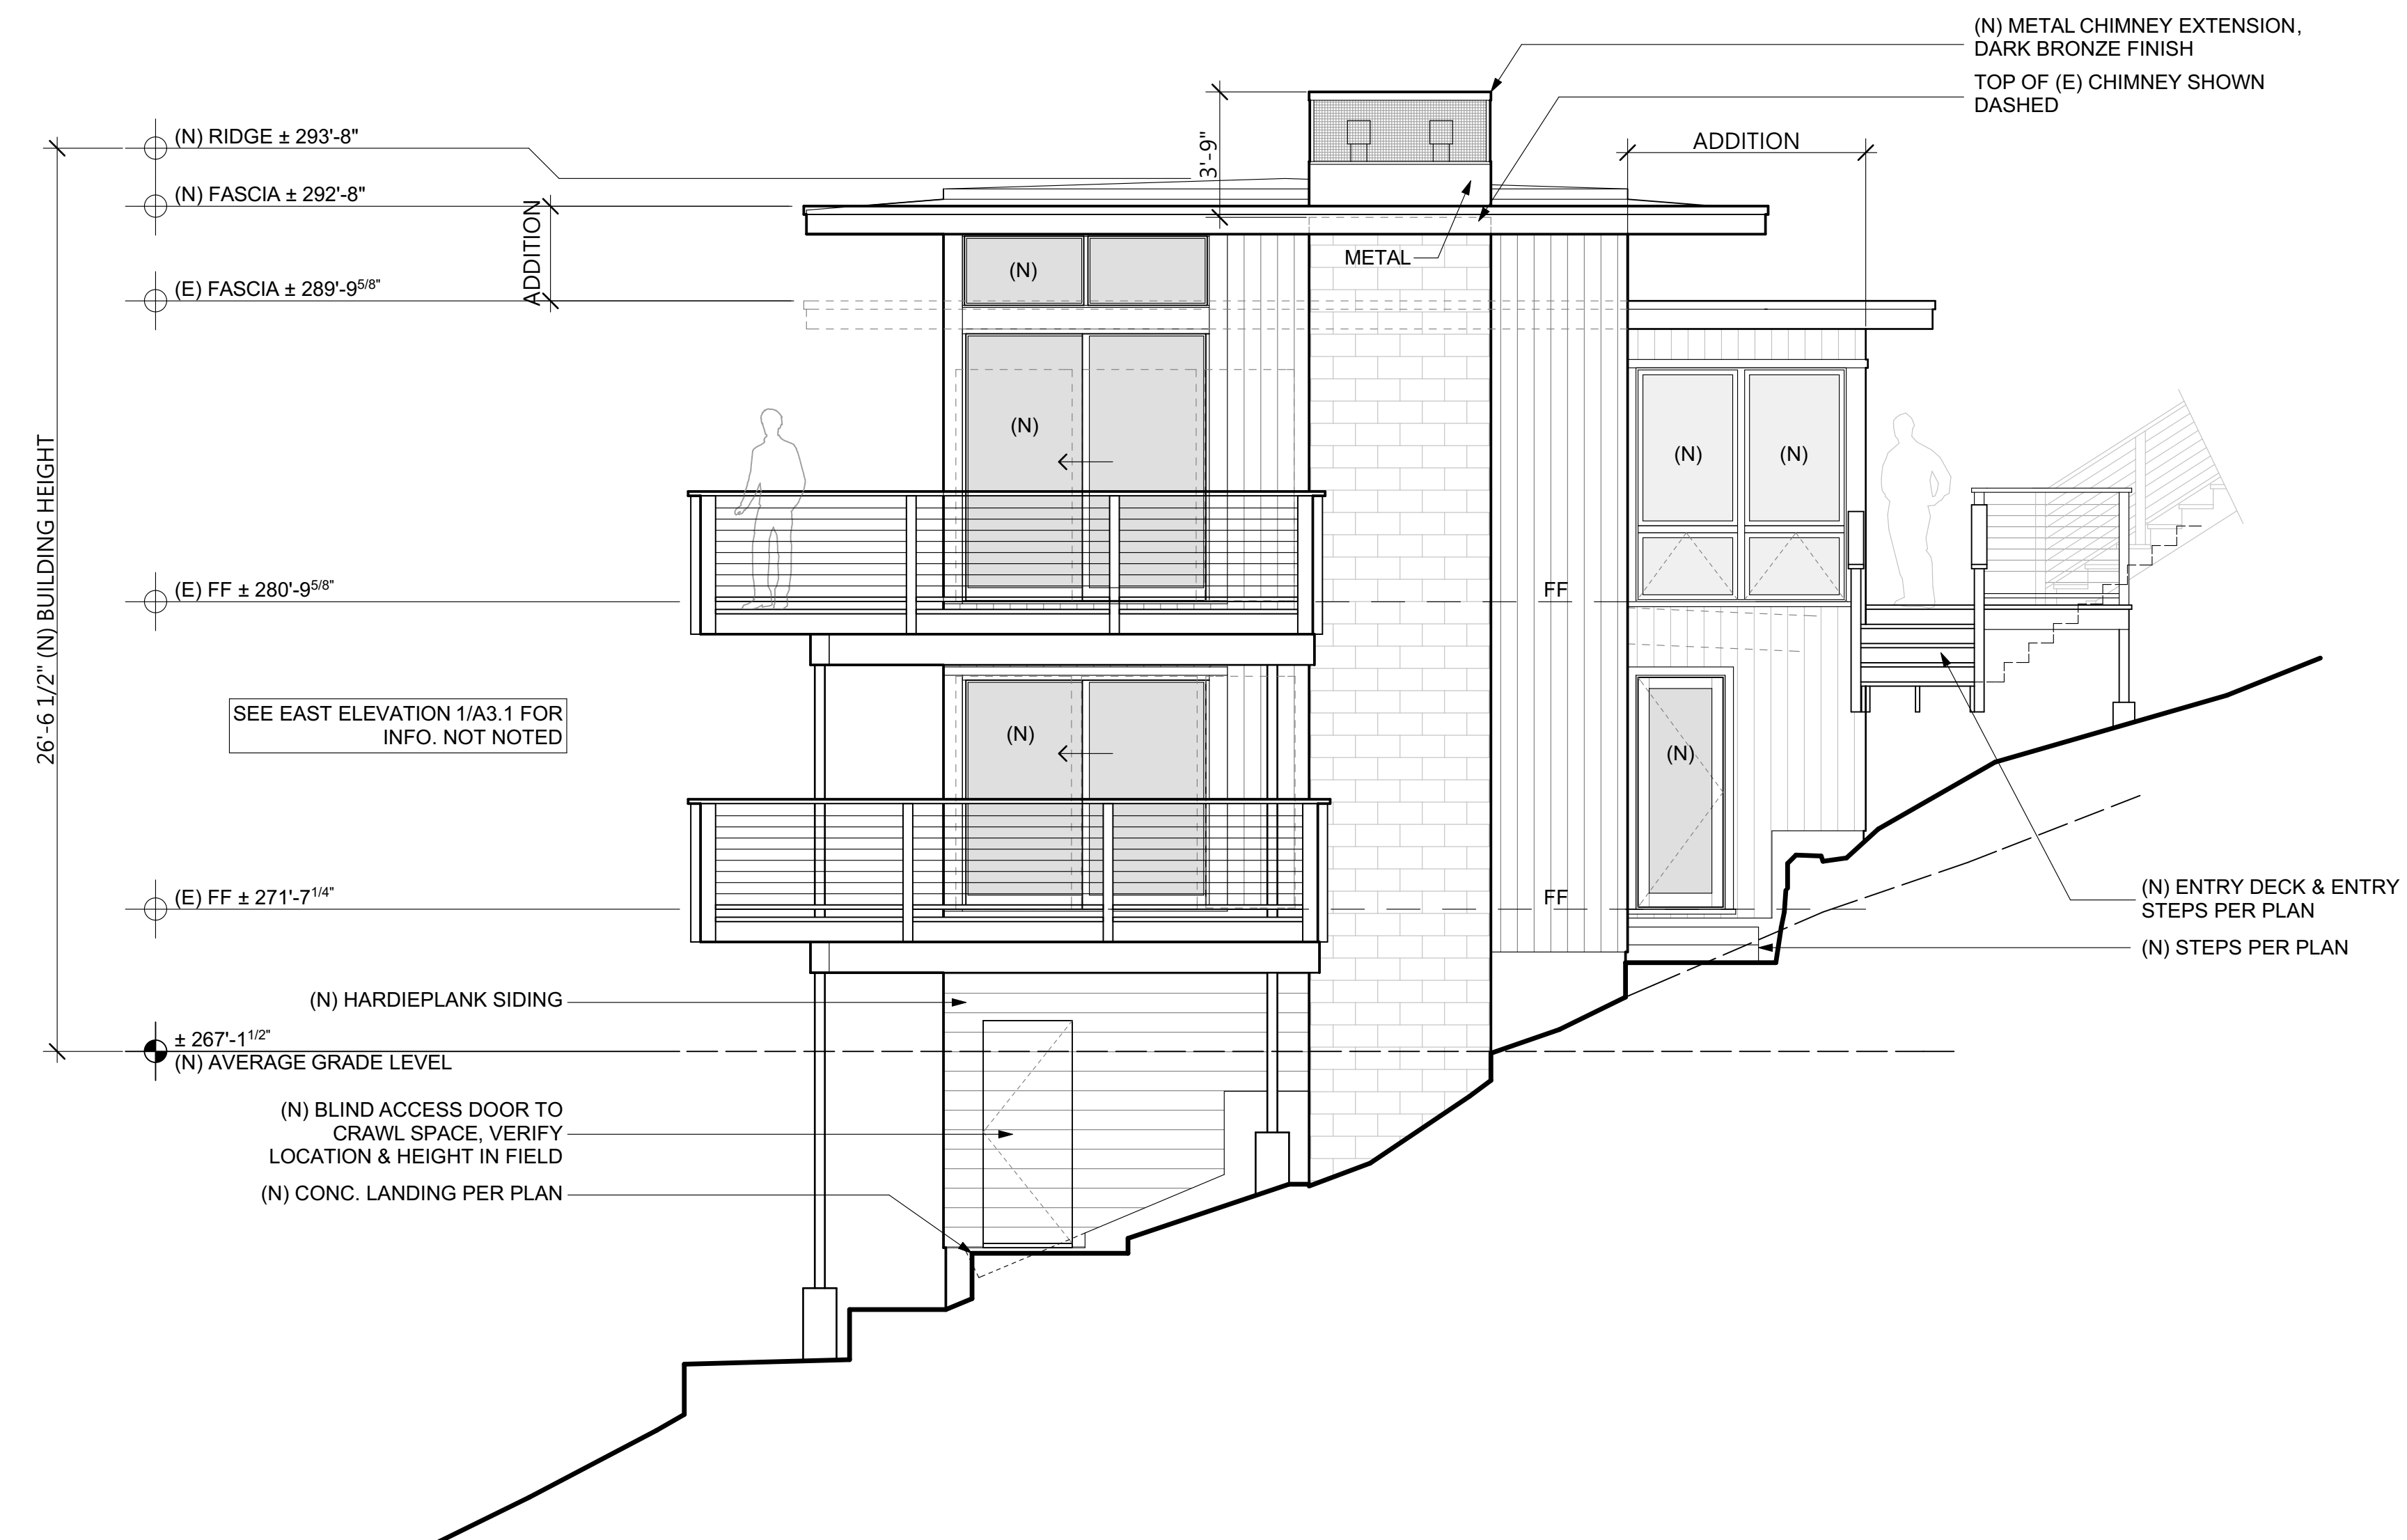 (N) METAL CHIMNEY EXTENSION,
DARK BRONZE FINISH
TOP OF (E) CHIMNEY SHOWN
DASHED
ADDITION
(N) RIDGE ± 293'-8"
3'-9"
(N) FASCIA ± 292'-8"
ADDITION
METAL
(N)
(E) FASCIA ± 289'-9 5/8"
(N)
(N)
(N)
26'-6 1/2" (N) BUILDING HEIGHT
(E) FF ± 280'-9 5/8"
FF
SEE EAST ELEVATION 1/A3.1 FOR
INFO. NOT NOTED
(N)
(N)
(E) FF ± 271'-7 1/4"
FF
(N) ENTRY DECK & ENTRY
STEPS PER PLAN
(N) STEPS PER PLAN
(N) HARDIEPLANK SIDING
± 267'-1 1/2"
(N) AVERAGE GRADE LEVEL
(N) BLIND ACCESS DOOR TO
CRAWL SPACE, VERIFY
LOCATION & HEIGHT IN FIELD
(N) CONC. LANDING PER PLAN